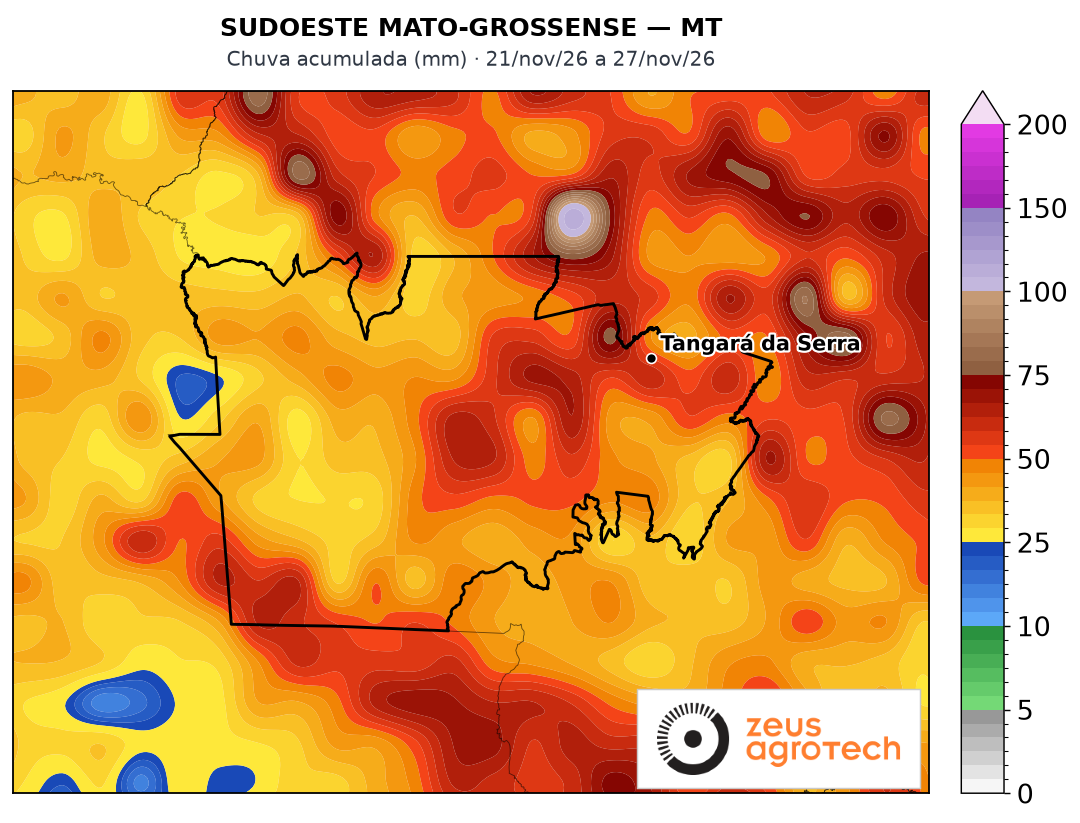 SUDOESTE MATO-GROSSENSE — MT
Chuva acumulada (mm) · 21/nov/26 a 27/nov/26
200
150
100
75
50
25
10
5
0
Tangará da Serra
zeus
agrotech